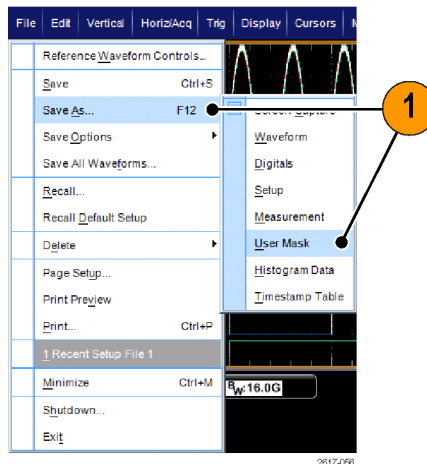 File Edit Vertical Horiz/Acq Trig Display Cursors
Reference Waveform Controls...
Save Ctrl+S
Save As... F12
Save Options
Save All Waveforms...
Recall...
Recall Default Setup
Delete
Page Setup...
Print Preview
Print... Ctrl+P
1 Recent Setup File 1
Minimize Ctrl+M
Shutdown...
Exit
Screen Capture
Waveform
Digitals
Setup
Measurement
User Mask
Histogram Data
Timestamp Table
1
BW:16.0G
2617-056